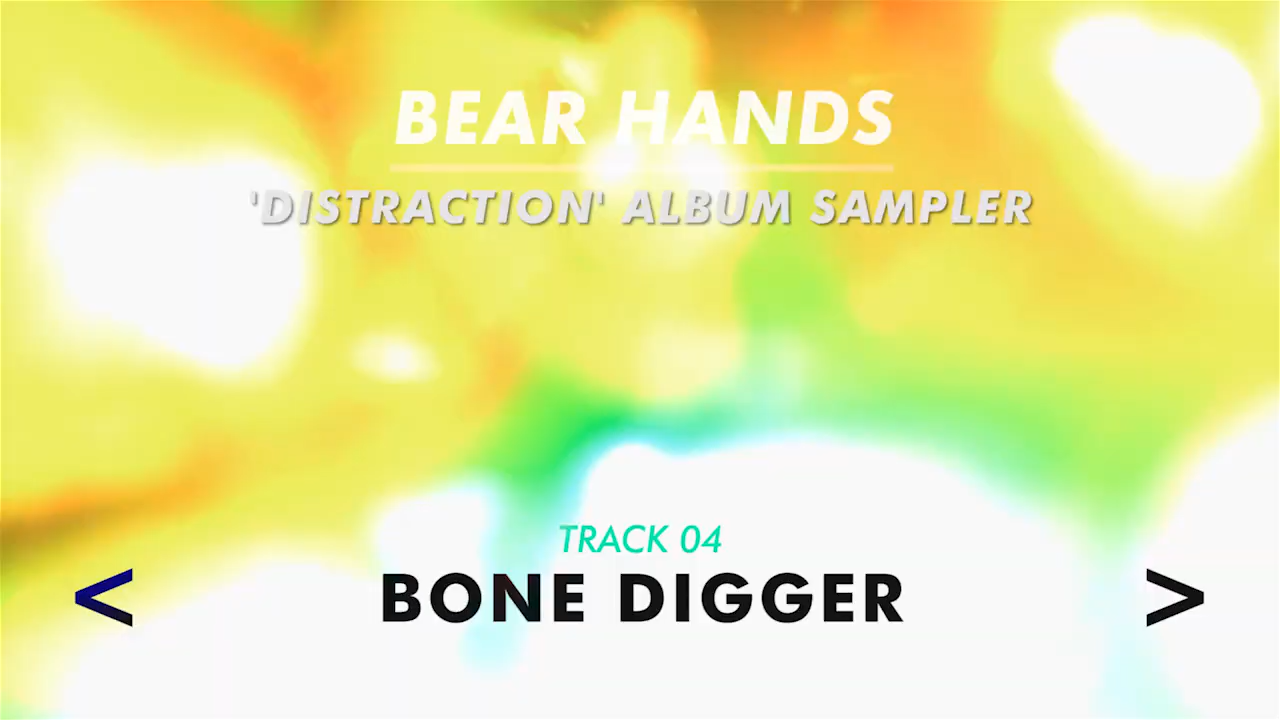 BEAR HANDS
'DISTRACTION' ALBUM SAMPLER
TRACK 04
< BONE DIGGER >